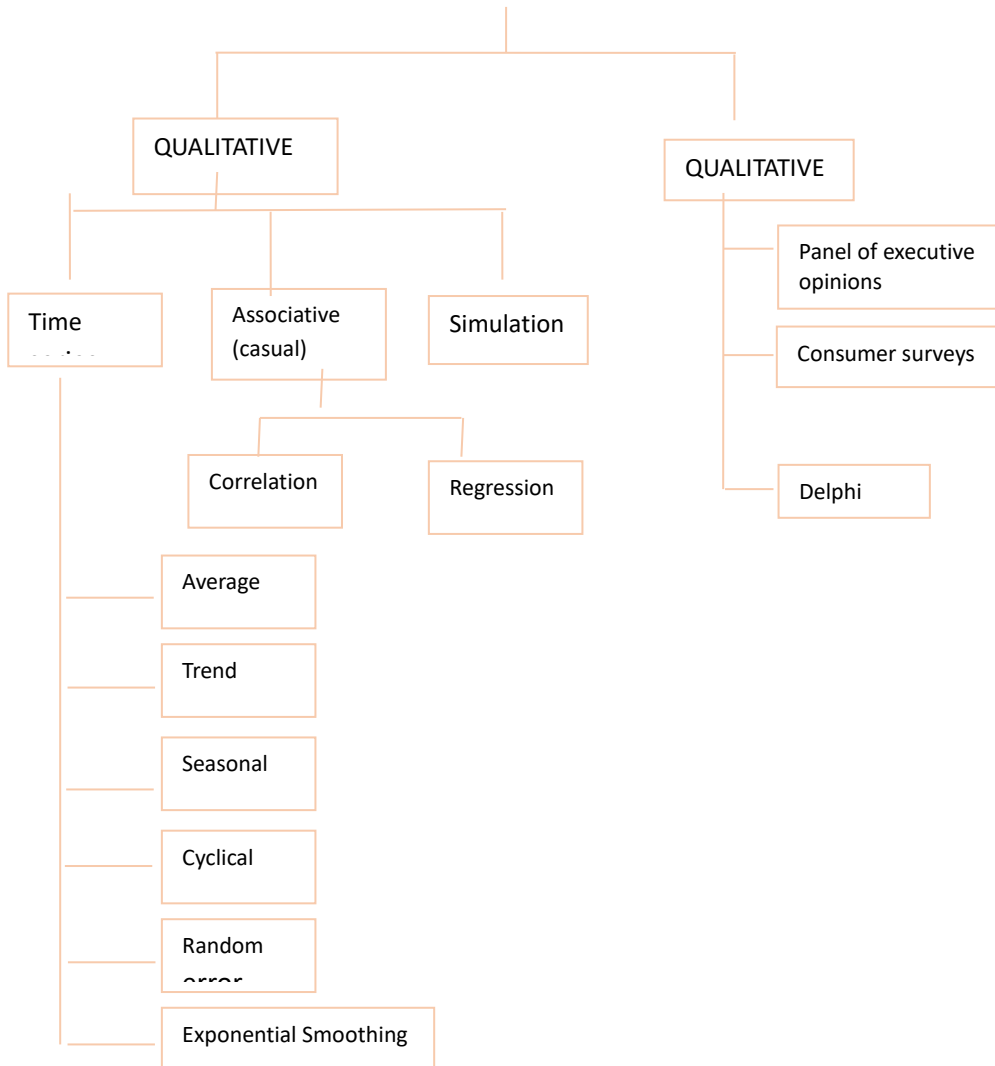 QUALITATIVE
QUALITATIVE
Panel of executive
opinions
Time
Associative
(casual)
Simulation
Consumer surveys
Correlation
Regression
Delphi
Average
Trend
Seasonal
Cyclical
Random
error
Exponential Smoothing